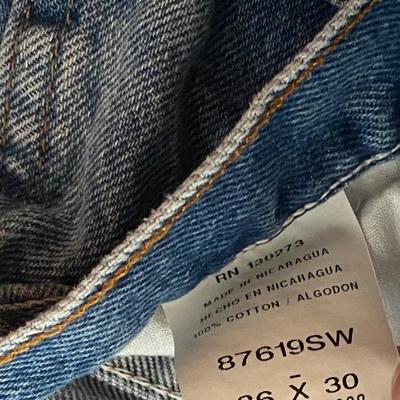 RN 130273
MADE IN NICARAGUA
HECHO EN NICARAGUA
100% COTTON / ALGODON
87619SW
-
36 X 30